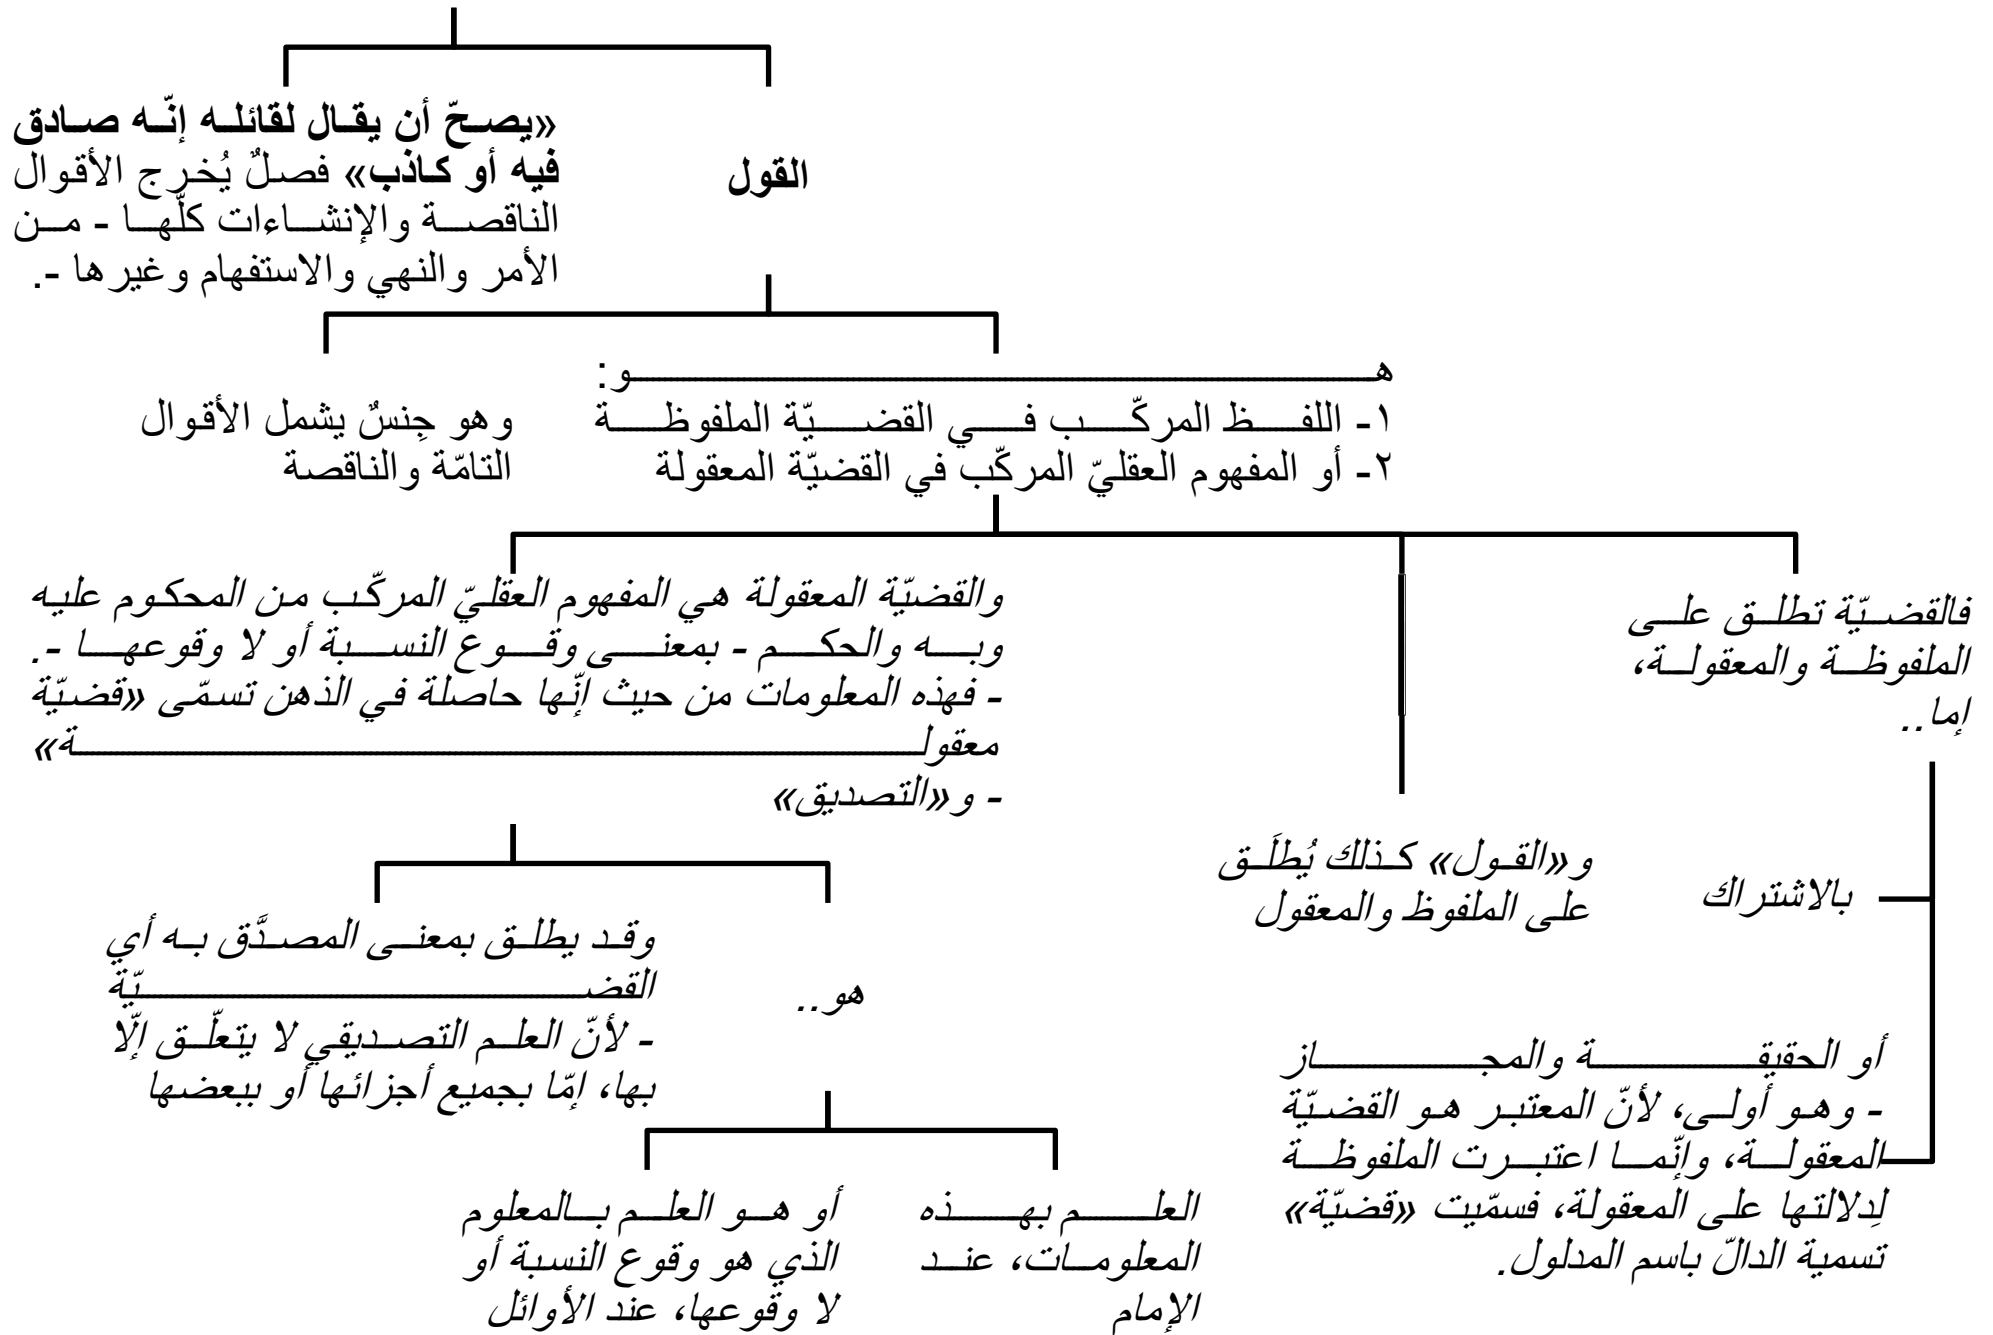 القول
«يصحّ أن يقال لقائله إنّه صادق
فيه أو كاذب» فصلٌ يُخرج الأقوال
الناقصة والإنشاءات كلّها - من
الأمر والنهي والاستفهام وغيرها -.
هو:
١- اللفظ المركّب في القضيّة الملفوظة
٢- أو المفهوم العقليّ المركّب في القضيّة المعقولة
وهو جِنسٌ يشمل الأقوال
التامّة والناقصة
فالقضيّة تطلق على
الملفوظة والمعقولة،
إما..
بالاشتراك
أو الحقيقة والمجاز
- وهو أولى، لأنّ المعتبر هو القضيّة
المعقولة، وإنّما اعتبرت الملفوظة
لِدلالتها على المعقولة، فسمّيت «قضيّة»
تسمية الدالّ باسم المدلول.
و«القول» كذلك يُطلَق
على الملفوظ والمعقول
والقضيّة المعقولة هي المفهوم العقليّ المركّب من المحكوم عليه
وبه والحكم - بمعنى وقوع النسبة أو لا وقوعها -.
- فهذه المعلومات من حيث إنّها حاصلة في الذهن تسمّى «قضيّة
معقولة»
- و«التصديق»
هو..
العلم بهذه
المعلومات، عند
الإمام
أو هو العلم بالمعلوم
الذي هو وقوع النسبة أو
لا وقوعها، عند الأوائل
وقد يطلق بمعنى المصدَّق به أي
القضيّة
- لأنّ العلم التصديقي لا يتعلّق إلّا
بها، إمّا بجميع أجزائها أو ببعضها